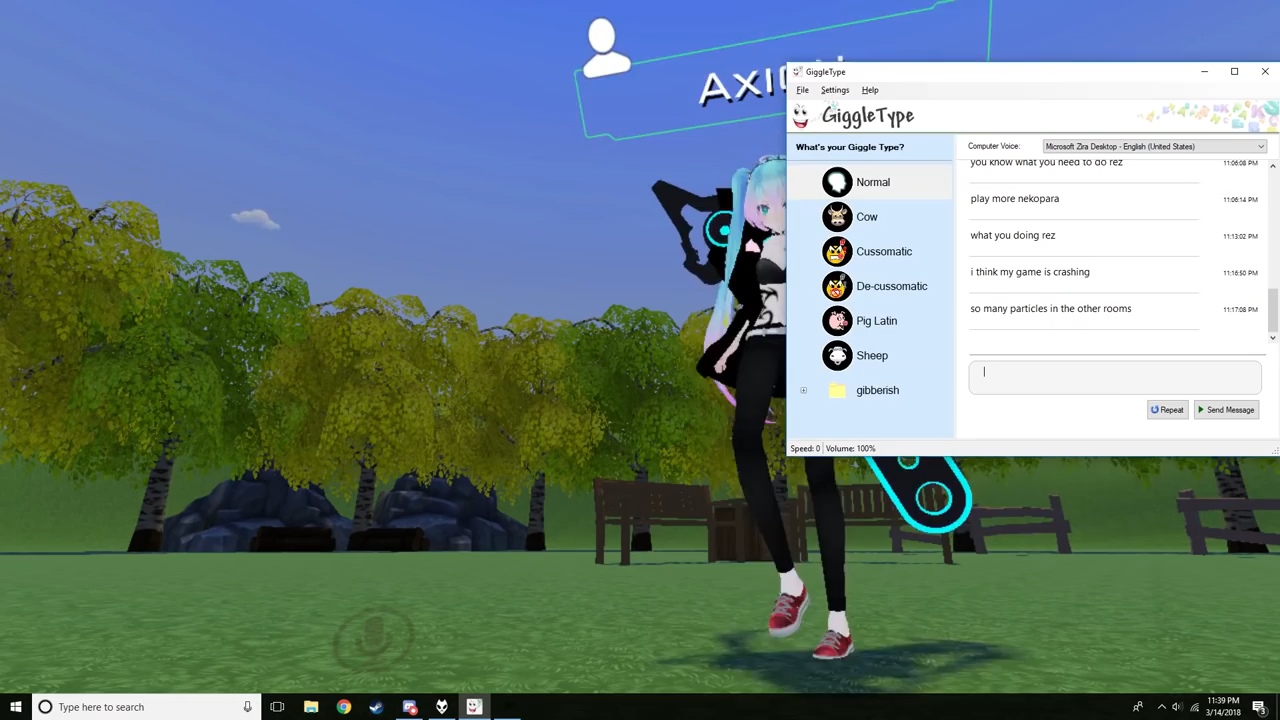 GiggleType
File Settings Help
GiggleType
What's your Giggle Type?
Normal
Cow
Cussomatic
De-cussomatic
Pig Latin
Sheep
gibberish
Computer Voice: Microsoft Zira Desktop - English (United States)
you know what you need to do rez 11:06:08 PM
play more nekopara 11:06:14 PM
what you doing rez 11:13:02 PM
i think my game is crashing 11:16:50 PM
so many particles in the other rooms 11:17:08 PM
Repeat Send Message
Speed: 0 Volume: 100%
Type here to search
11:39 PM
3/14/2018
3